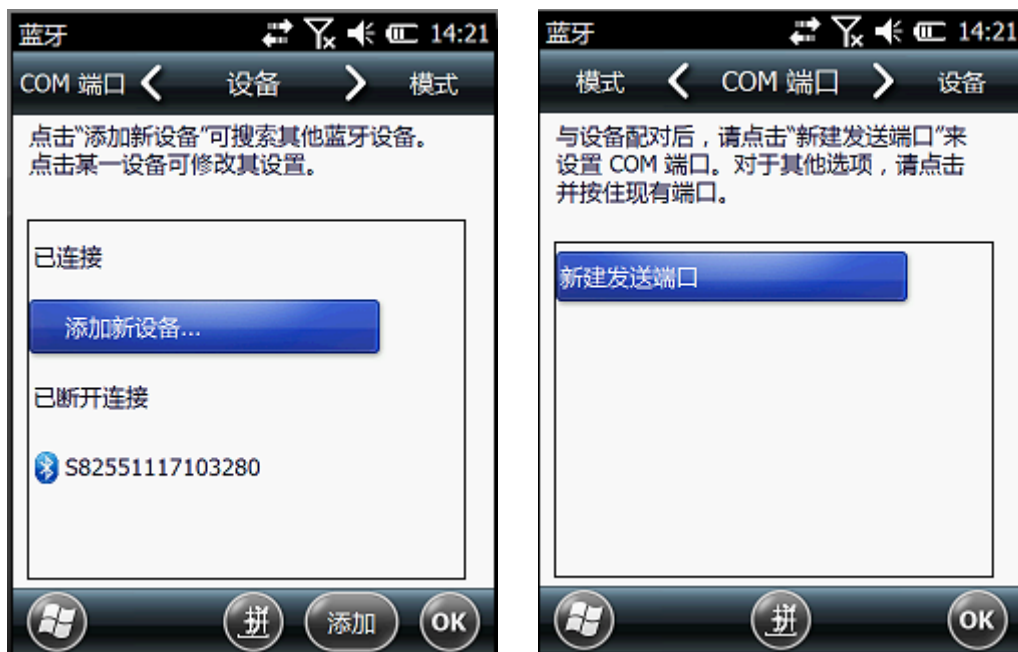 蓝牙
14:21
COM 端口
设备
模式
点击"添加新设备"可搜索其他蓝牙设备。
点击某一设备可修改其设置。
已连接
添加新设备...
已断开连接
S82551117103280
拼
添加
OK
蓝牙
14:21
模式
COM 端口
设备
与设备配对后，请点击"新建发送端口"来
设置 COM 端口。对于其他选项，请点击
并按住现有端口。
新建发送端口
拼
OK